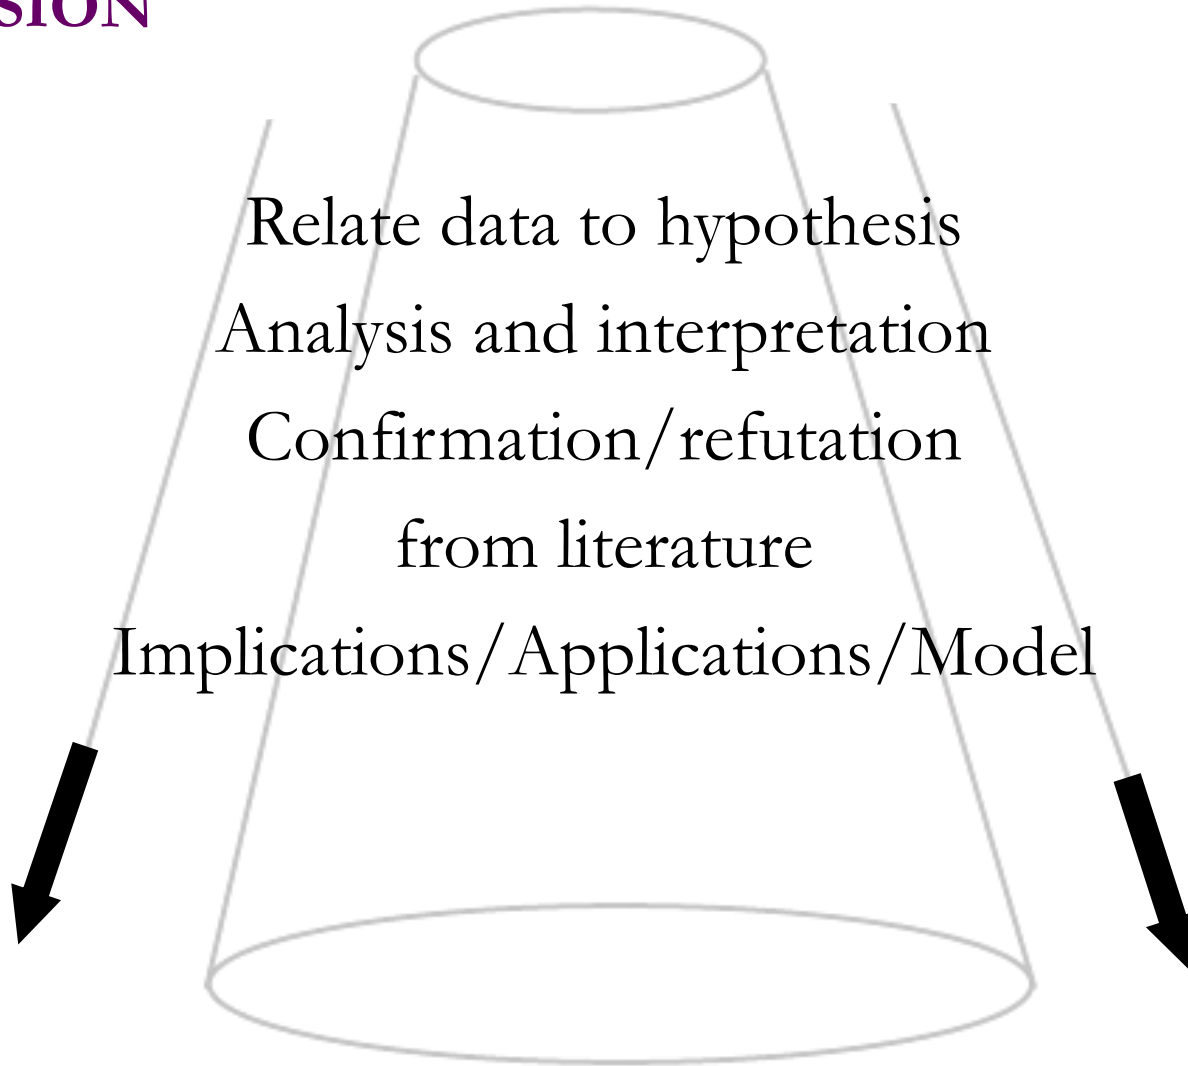 SION
Relate data to hypothesis
Analysis and interpretation
Confirmation/refutation
from literature
Implications/Applications/Model